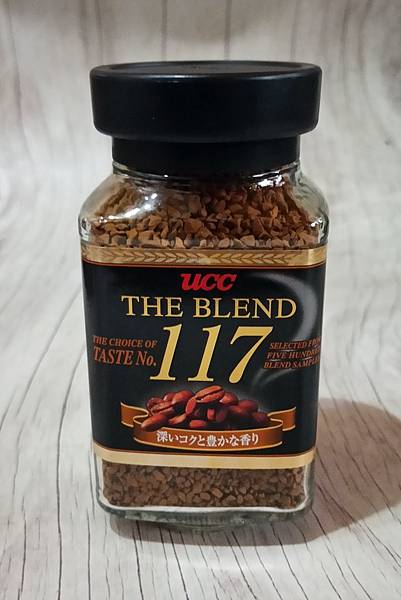 UCC
THE BLEND
THE CHOICE OF
TASTE No.
117
SELECTED
FIVE HUNDRED
BLEND SAMPLES
深いコクと豊かな香り